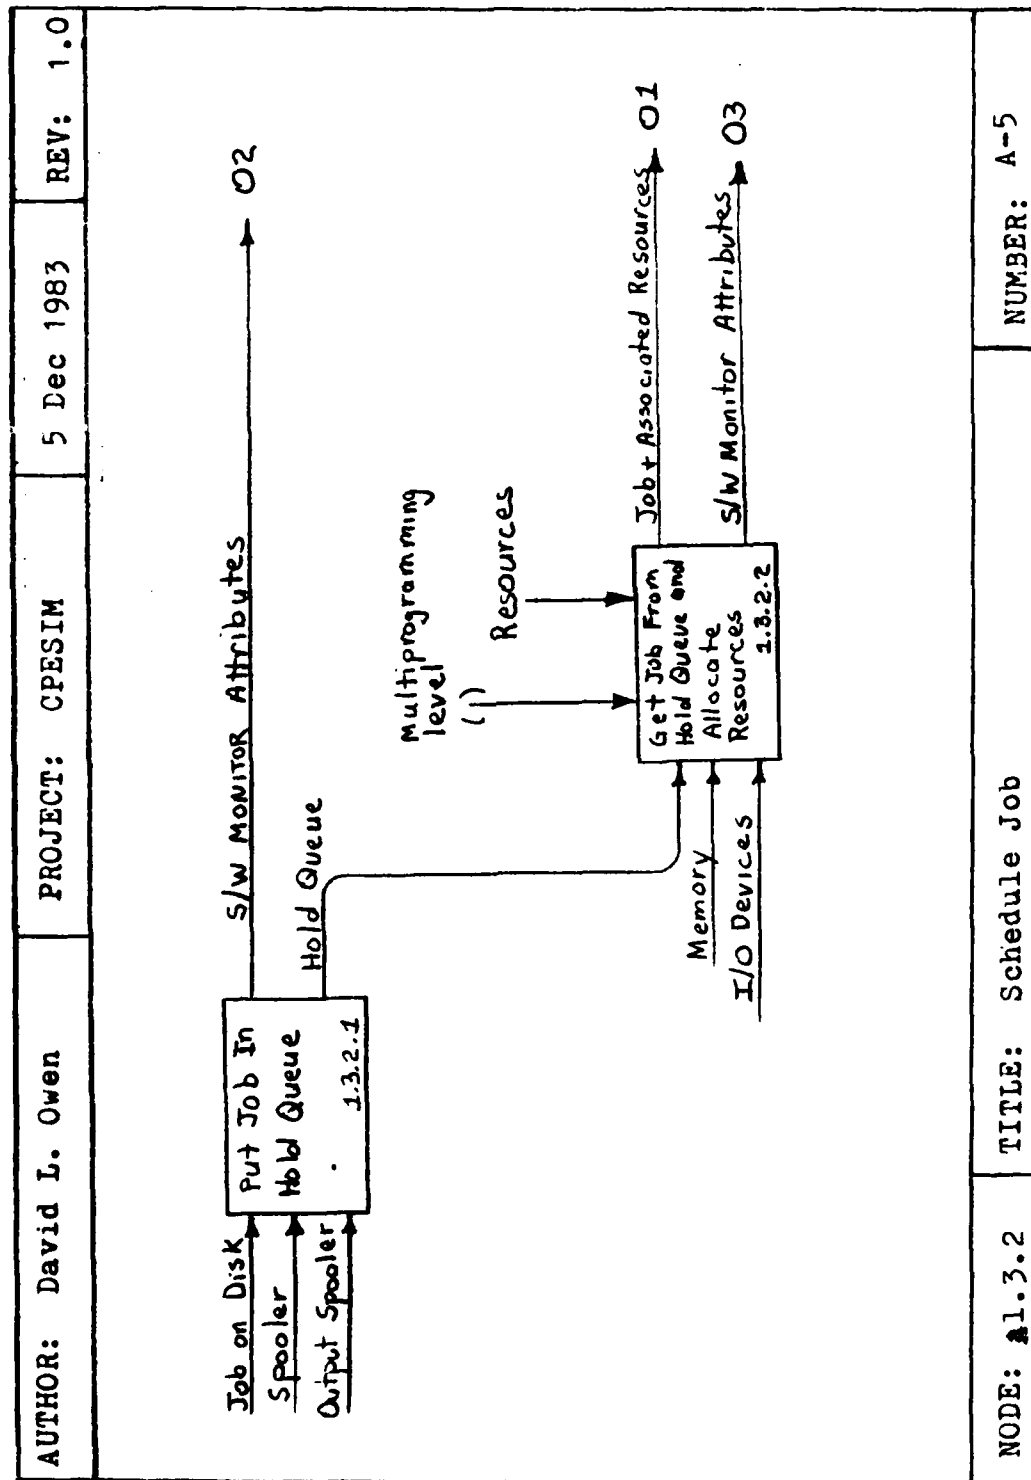 AUTHOR: David L. Owen
PROJECT: CPESIM
5 Dec 1983
REV: 1.0
S/W MONITOR Attributes
O2
Job on Disk
Spooler
Output Spooler
Put Job In
Hold Queue
1.3.2.1
Hold Queue
Multiprogramming
level
()
Resources
Memory
I/O Devices
Get Job From
Hold Queue and
Allocate
Resources
1.3.2.2
Job + Associated Resources
O1
S/W Monitor Attributes
O3
NODE: A1.3.2
TITLE: Schedule Job
NUMBER: A-5